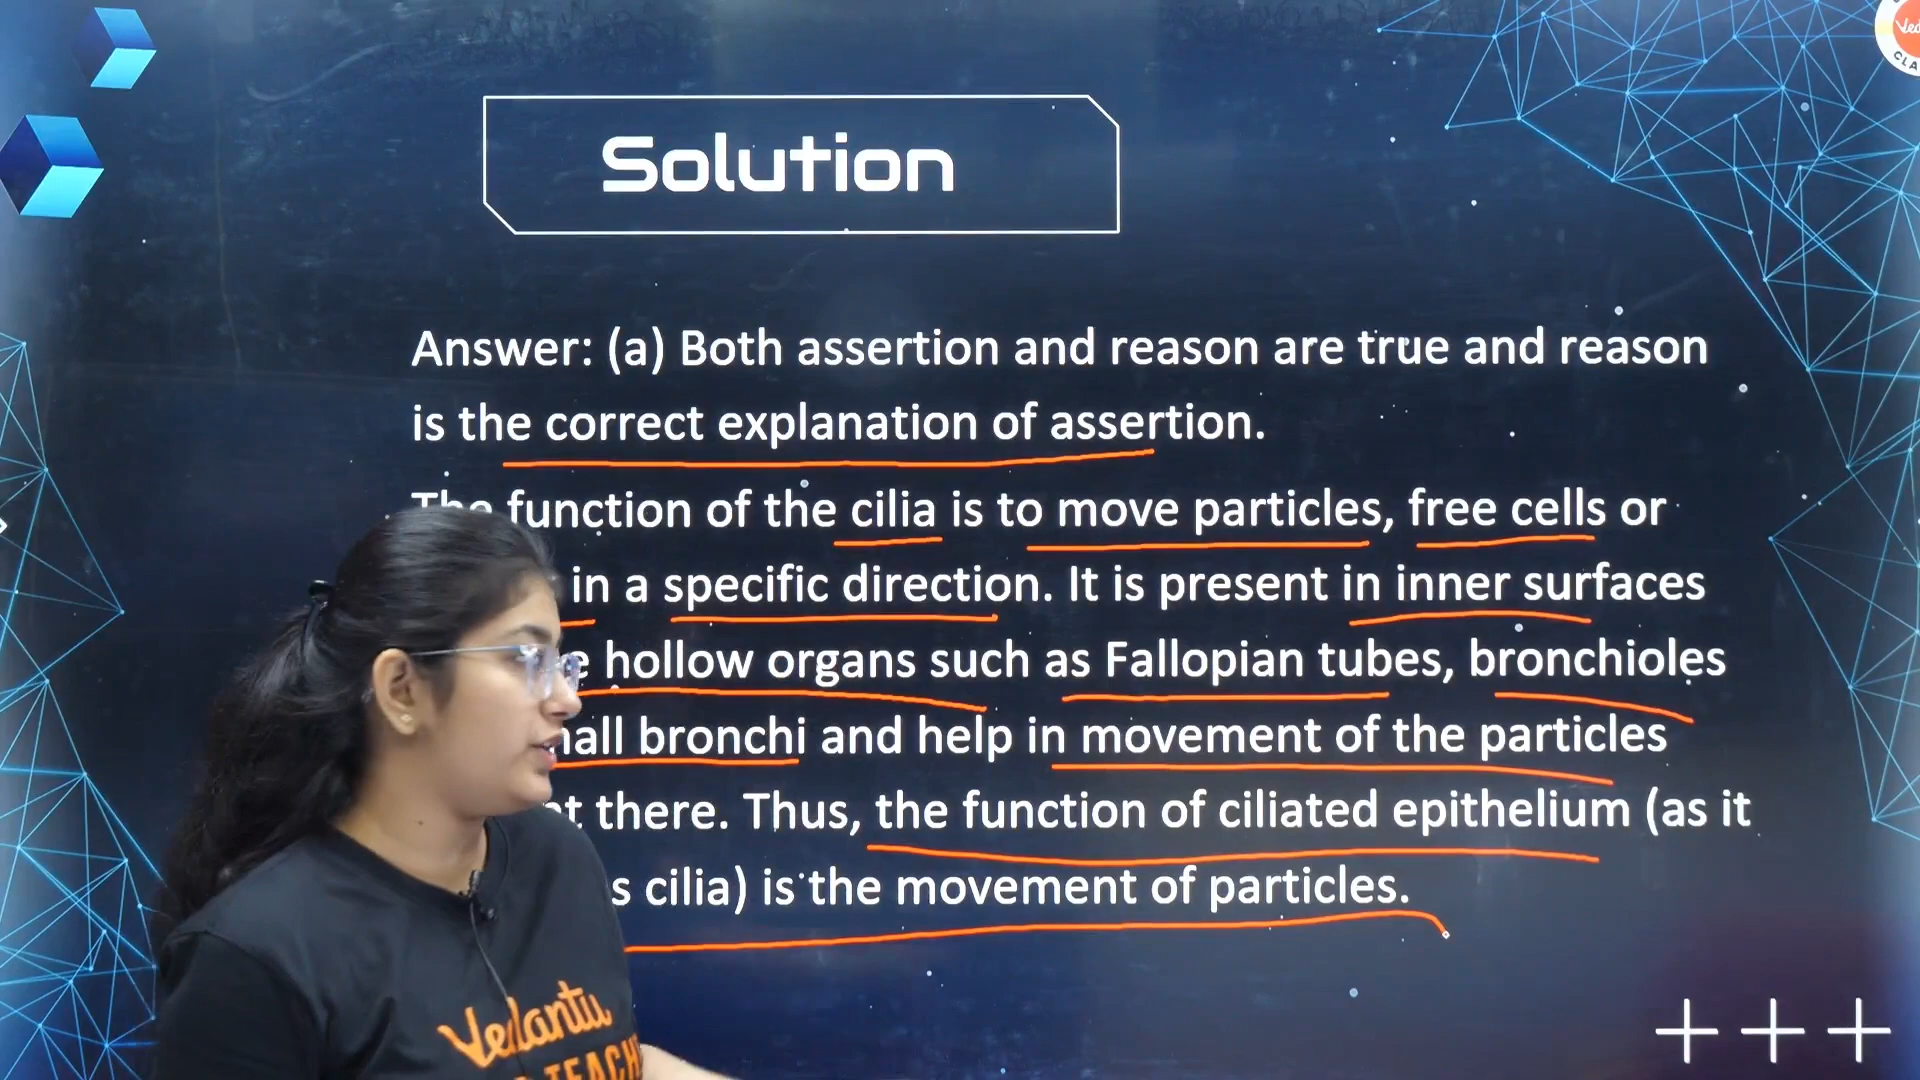 Solution
Answer: (a) Both assertion and reason are true and reason
is the correct explanation of assertion.
The function of the cilia is to move particles, free cells or
in a specific direction. It is present in inner surfaces
hollow organs such as Fallopian tubes, bronchioles
bronchi and help in movement of the particles
there. Thus, the function of ciliated epithelium (as it
cilia) is the movement of particles.
Vedantu